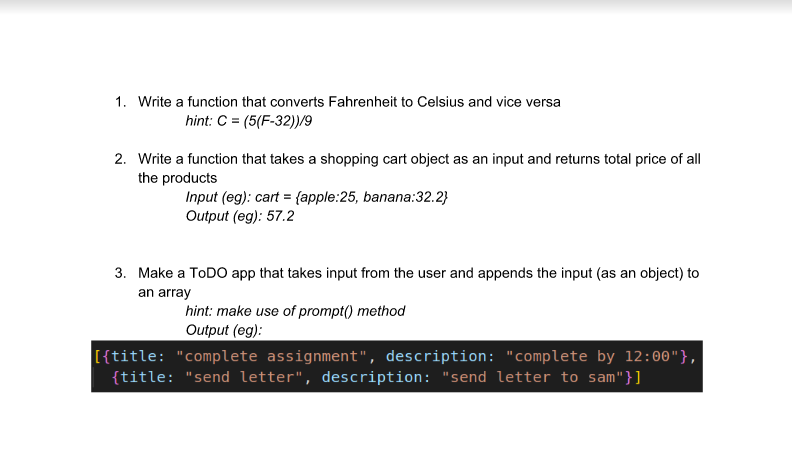 1. Write a function that converts Fahrenheit to Celsius and vice versa
hint: C = (5(F-32))/9
2. Write a function that takes a shopping cart object as an input and returns total price of all
the products
Input (eg): cart = {apple:25, banana:32.2}
Output (eg): 57.2
3. Make a ToDO app that takes input from the user and appends the input (as an object) to
an array
hint: make use of prompt() method
Output (eg):
[{title: "complete assignment", description: "complete by 12:00"},
{title: "send letter", description: "send letter to sam"}]